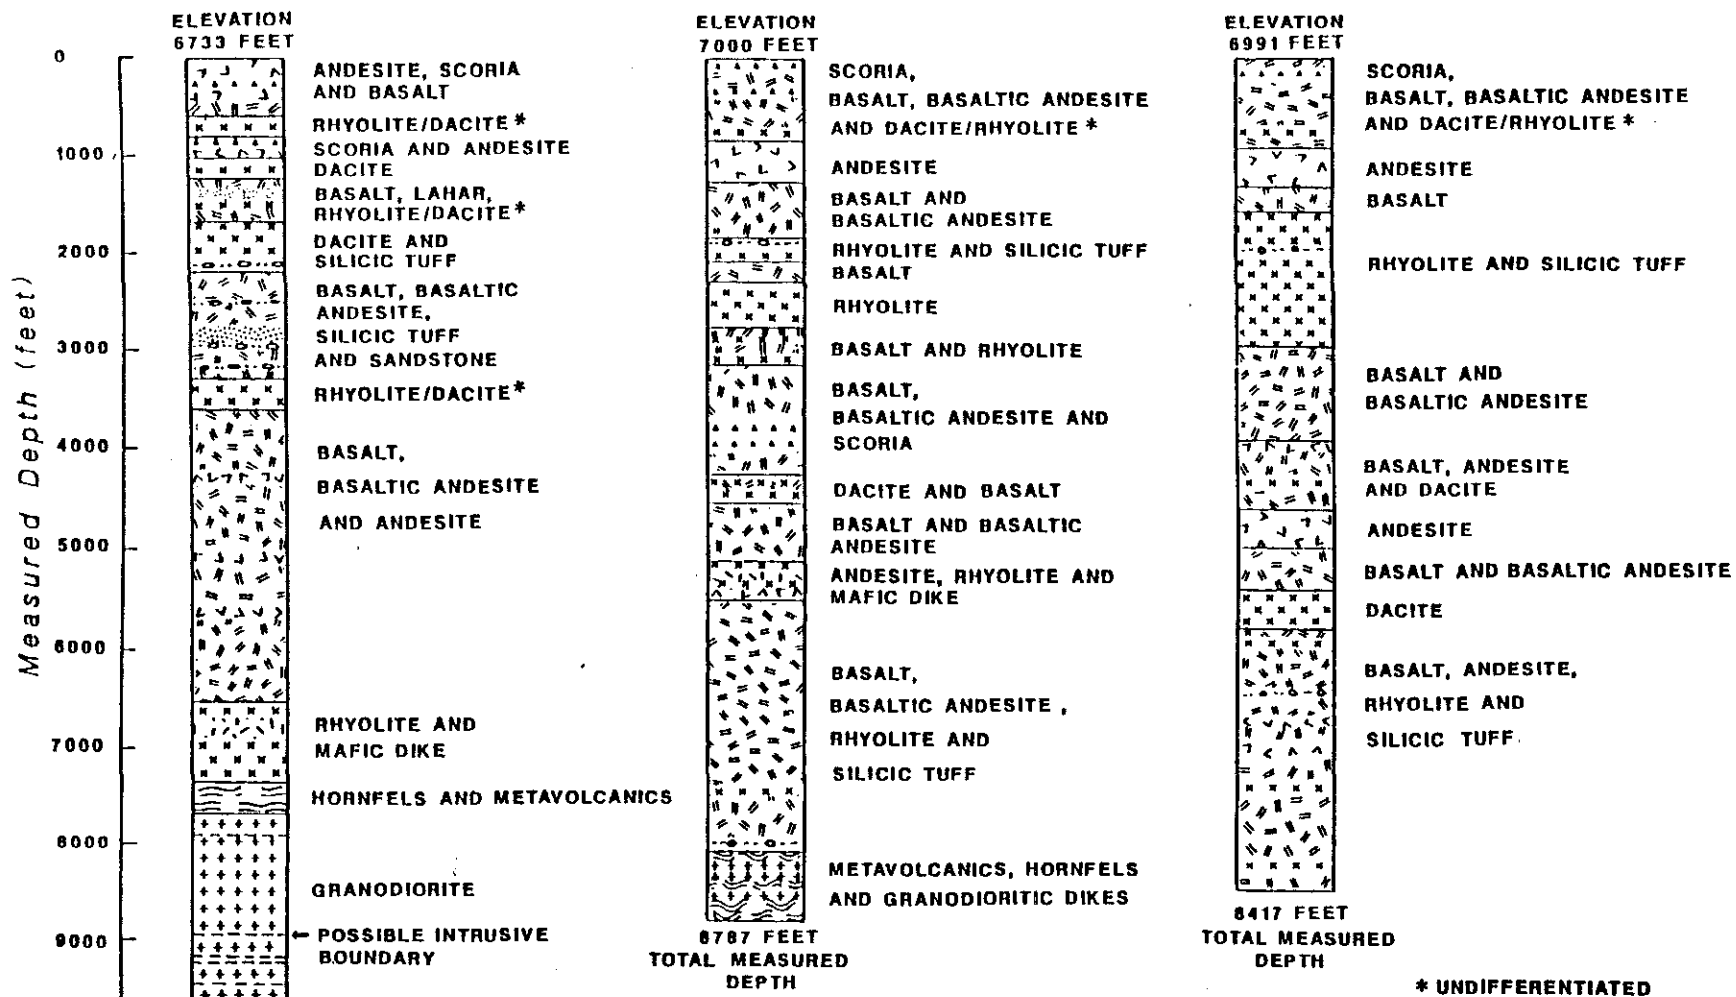 ELEVATION
6733 FEET
ANDESITE, SCORIA
AND BASALT
RHYOLITE/DACITE*
SCORIA AND ANDESITE
DACITE
BASALT, LAHAR,
RHYOLITE/DACITE*
DACITE AND
SILICIC TUFF
BASALT, BASALTIC
ANDESITE,
SILICIC TUFF
AND SANDSTONE
RHYOLITE/DACITE*
BASALT,
BASALTIC ANDESITE
AND ANDESITE
RHYOLITE AND
MAFIC DIKE
HORNFELS AND METAVOLCANICS
GRANODIORITE
← POSSIBLE INTRUSIVE
BOUNDARY
Measured Depth (feet)
0
1000
2000
3000
4000
5000
6000
7000
8000
9000
ELEVATION
7000 FEET
SCORIA,
BASALT, BASALTIC ANDESITE
AND DACITE/RHYOLITE*
ANDESITE
BASALT AND
BASALTIC ANDESITE
RHYOLITE AND SILICIC TUFF
BASALT
RHYOLITE
BASALT AND RHYOLITE
BASALT,
BASALTIC ANDESITE AND
SCORIA
DACITE AND BASALT
BASALT AND BASALTIC
ANDESITE
ANDESITE, RHYOLITE AND
MAFIC DIKE
BASALT,
BASALTIC ANDESITE,
RHYOLITE AND
SILICIC TUFF
METAVOLCANICS, HORNFELS
AND GRANODIORITIC DIKES
8787 FEET
TOTAL MEASURED
DEPTH
ELEVATION
6991 FEET
SCORIA,
BASALT, BASALTIC ANDESITE
AND DACITE/RHYOLITE*
ANDESITE
BASALT
RHYOLITE AND SILICIC TUFF
BASALT AND
BASALTIC ANDESITE
BASALT, ANDESITE
AND DACITE
ANDESITE
BASALT AND BASALTIC ANDESITE
DACITE
BASALT, ANDESITE,
RHYOLITE AND
SILICIC TUFF
8417 FEET
TOTAL MEASURED
DEPTH
* UNDIFFERENTIATED